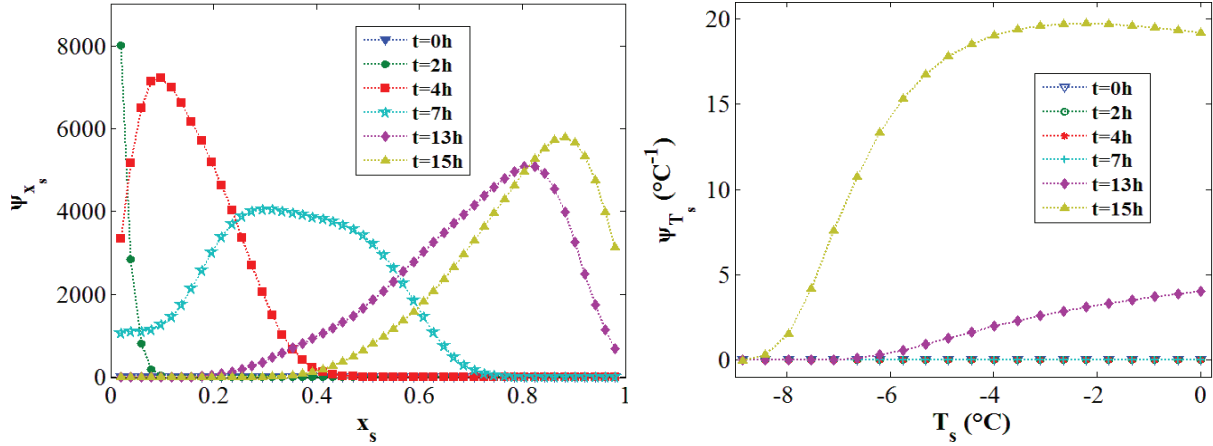 8000
6000
4000
2000
0
ψxs
t=0h
t=2h
t=4h
t=7h
t=13h
t=15h
0 0.2 0.4 0.6 0.8 1
xs
20
15
10
5
0
ψTs (°C-1)
t=0h
t=2h
t=4h
t=7h
t=13h
t=15h
-8 -6 -4 -2 0
Ts (°C)